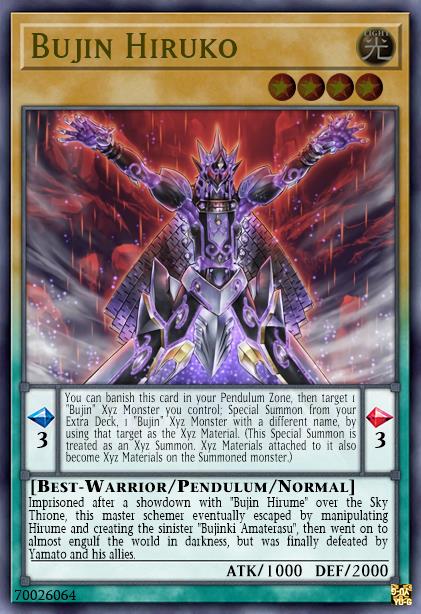 BUJIN HIRUKO
LIGHT
光
You can banish this card in your Pendulum Zone, then target 1
"Bujin" Xyz Monster you control; Special Summon from your
Extra Deck, 1 "Bujin" Xyz Monster with a different name, by
using that target as the Xyz Material. (This Special Summon is
treated as an Xyz Summon. Xyz Materials attached to it also
become Xyz Materials on the Summoned monster.)
3
3
[BEST-WARRIOR/PENDULUM/NORMAL]
Imprisoned after a showdown with "Bujin Hirume" over the Sky
Throne, this master schemer eventually escaped by manipulating
Hirume and creating the sinister "Bujinki Amaterasu", then went on to
almost engulf the world in darkness, but was finally defeated by
Yamato and his allies.
ATK/1000 DEF/2000
70026064